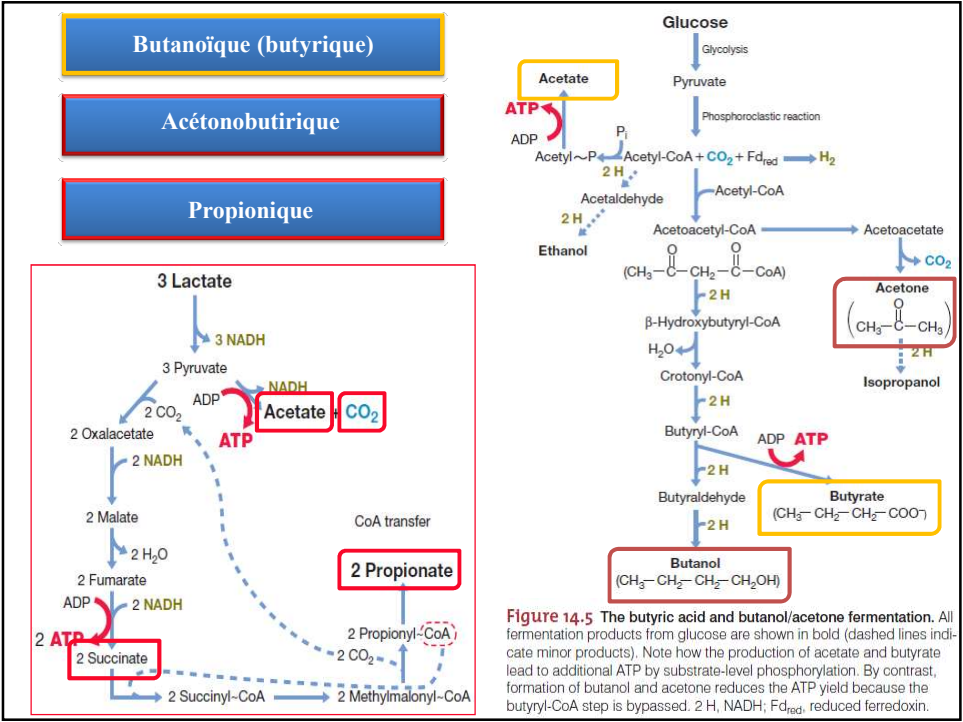 Butanoïque (butyrique)
Acétonobutirique
Propionique
3 Lactate
3 NADH
3 Pyruvate
ADP
NADH
2 CO2
Acetate + CO2
ATP
2 Oxalacetate
2 NADH
2 Malate
CoA transfer
2 H2O
2 Fumarate
2 Propionate
ADP
2 NADH
2 ATP
2 Propionyl~CoA
2 Succinate
2 CO2
2 Succinyl~CoA
2 Methylmalonyl~CoA
Glucose
Glycolysis
Acetate
Pyruvate
ATP
Phosphoroclastic reaction
ADP
Pi
Acetyl~P
Acetyl-CoA + CO2 + Fdred
H2
2 H
Acetyl-CoA
Acetaldehyde
2 H
Acetoacetyl-CoA
Acetoacetate
Ethanol
CO2
O O
(CH3—C—CH2—C—CoA)
Acetone
O
(CH3—C—CH3)
2 H
2 H
β-Hydroxybutyryl-CoA
H2O
Isopropanol
Crotonyl-CoA
2 H
Butyryl-CoA
ADP
ATP
2 H
Butyraldehyde
Butyrate
(CH3—CH2—CH2—COO–)
2 H
Butanol
(CH3—CH2—CH2—CH2OH)
Figure 14.5 The butyric acid and butanol/acetone fermentation. All
fermentation products from glucose are shown in bold (dashed lines indi-
cate minor products). Note how the production of acetate and butyrate
lead to additional ATP by substrate-level phosphorylation. By contrast,
formation of butanol and acetone reduces the ATP yield because the
butyryl-CoA step is bypassed. 2 H, NADH; Fdred, reduced ferredoxin.